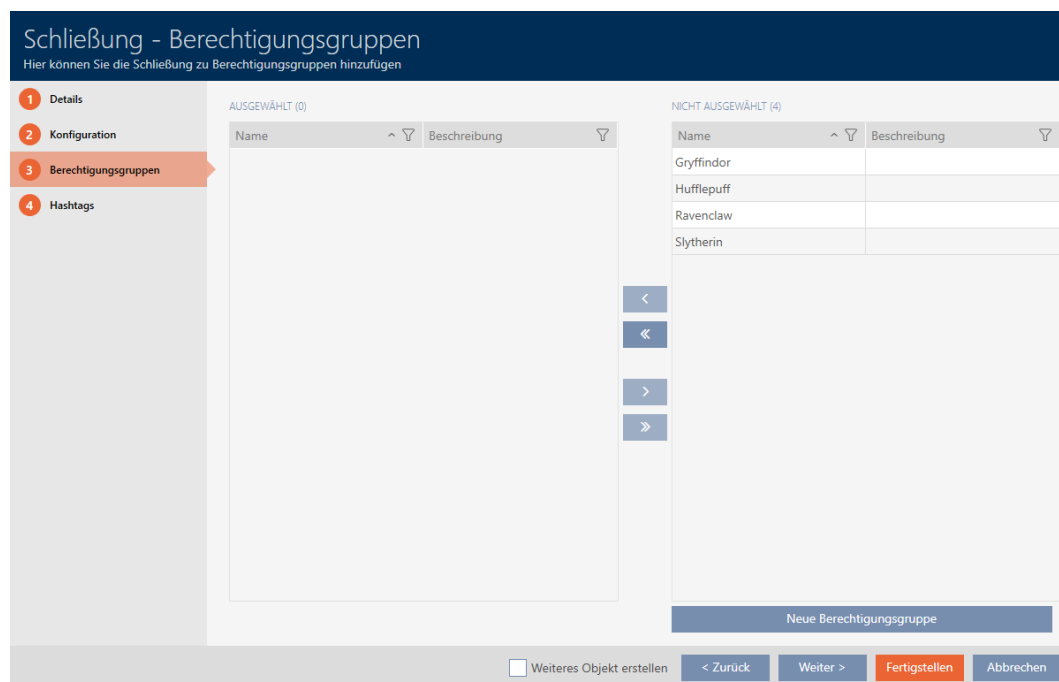 Schließung - Berechtigungsgruppen
Hier können Sie die Schließung zu Berechtigungsgruppen hinzufügen
1 Details
2 Konfiguration
3 Berechtigungsgruppen
4 Hashtags
AUSGEWÄHLT (0)
Name Beschreibung
NICHT AUSGEWÄHLT (4)
Name Beschreibung
Gryffindor
Hufflepuff
Ravenclaw
Slytherin
Neue Berechtigungsgruppe
Weiteres Objekt erstellen
< Zurück
Weiter >
Fertigstellen
Abbrechen